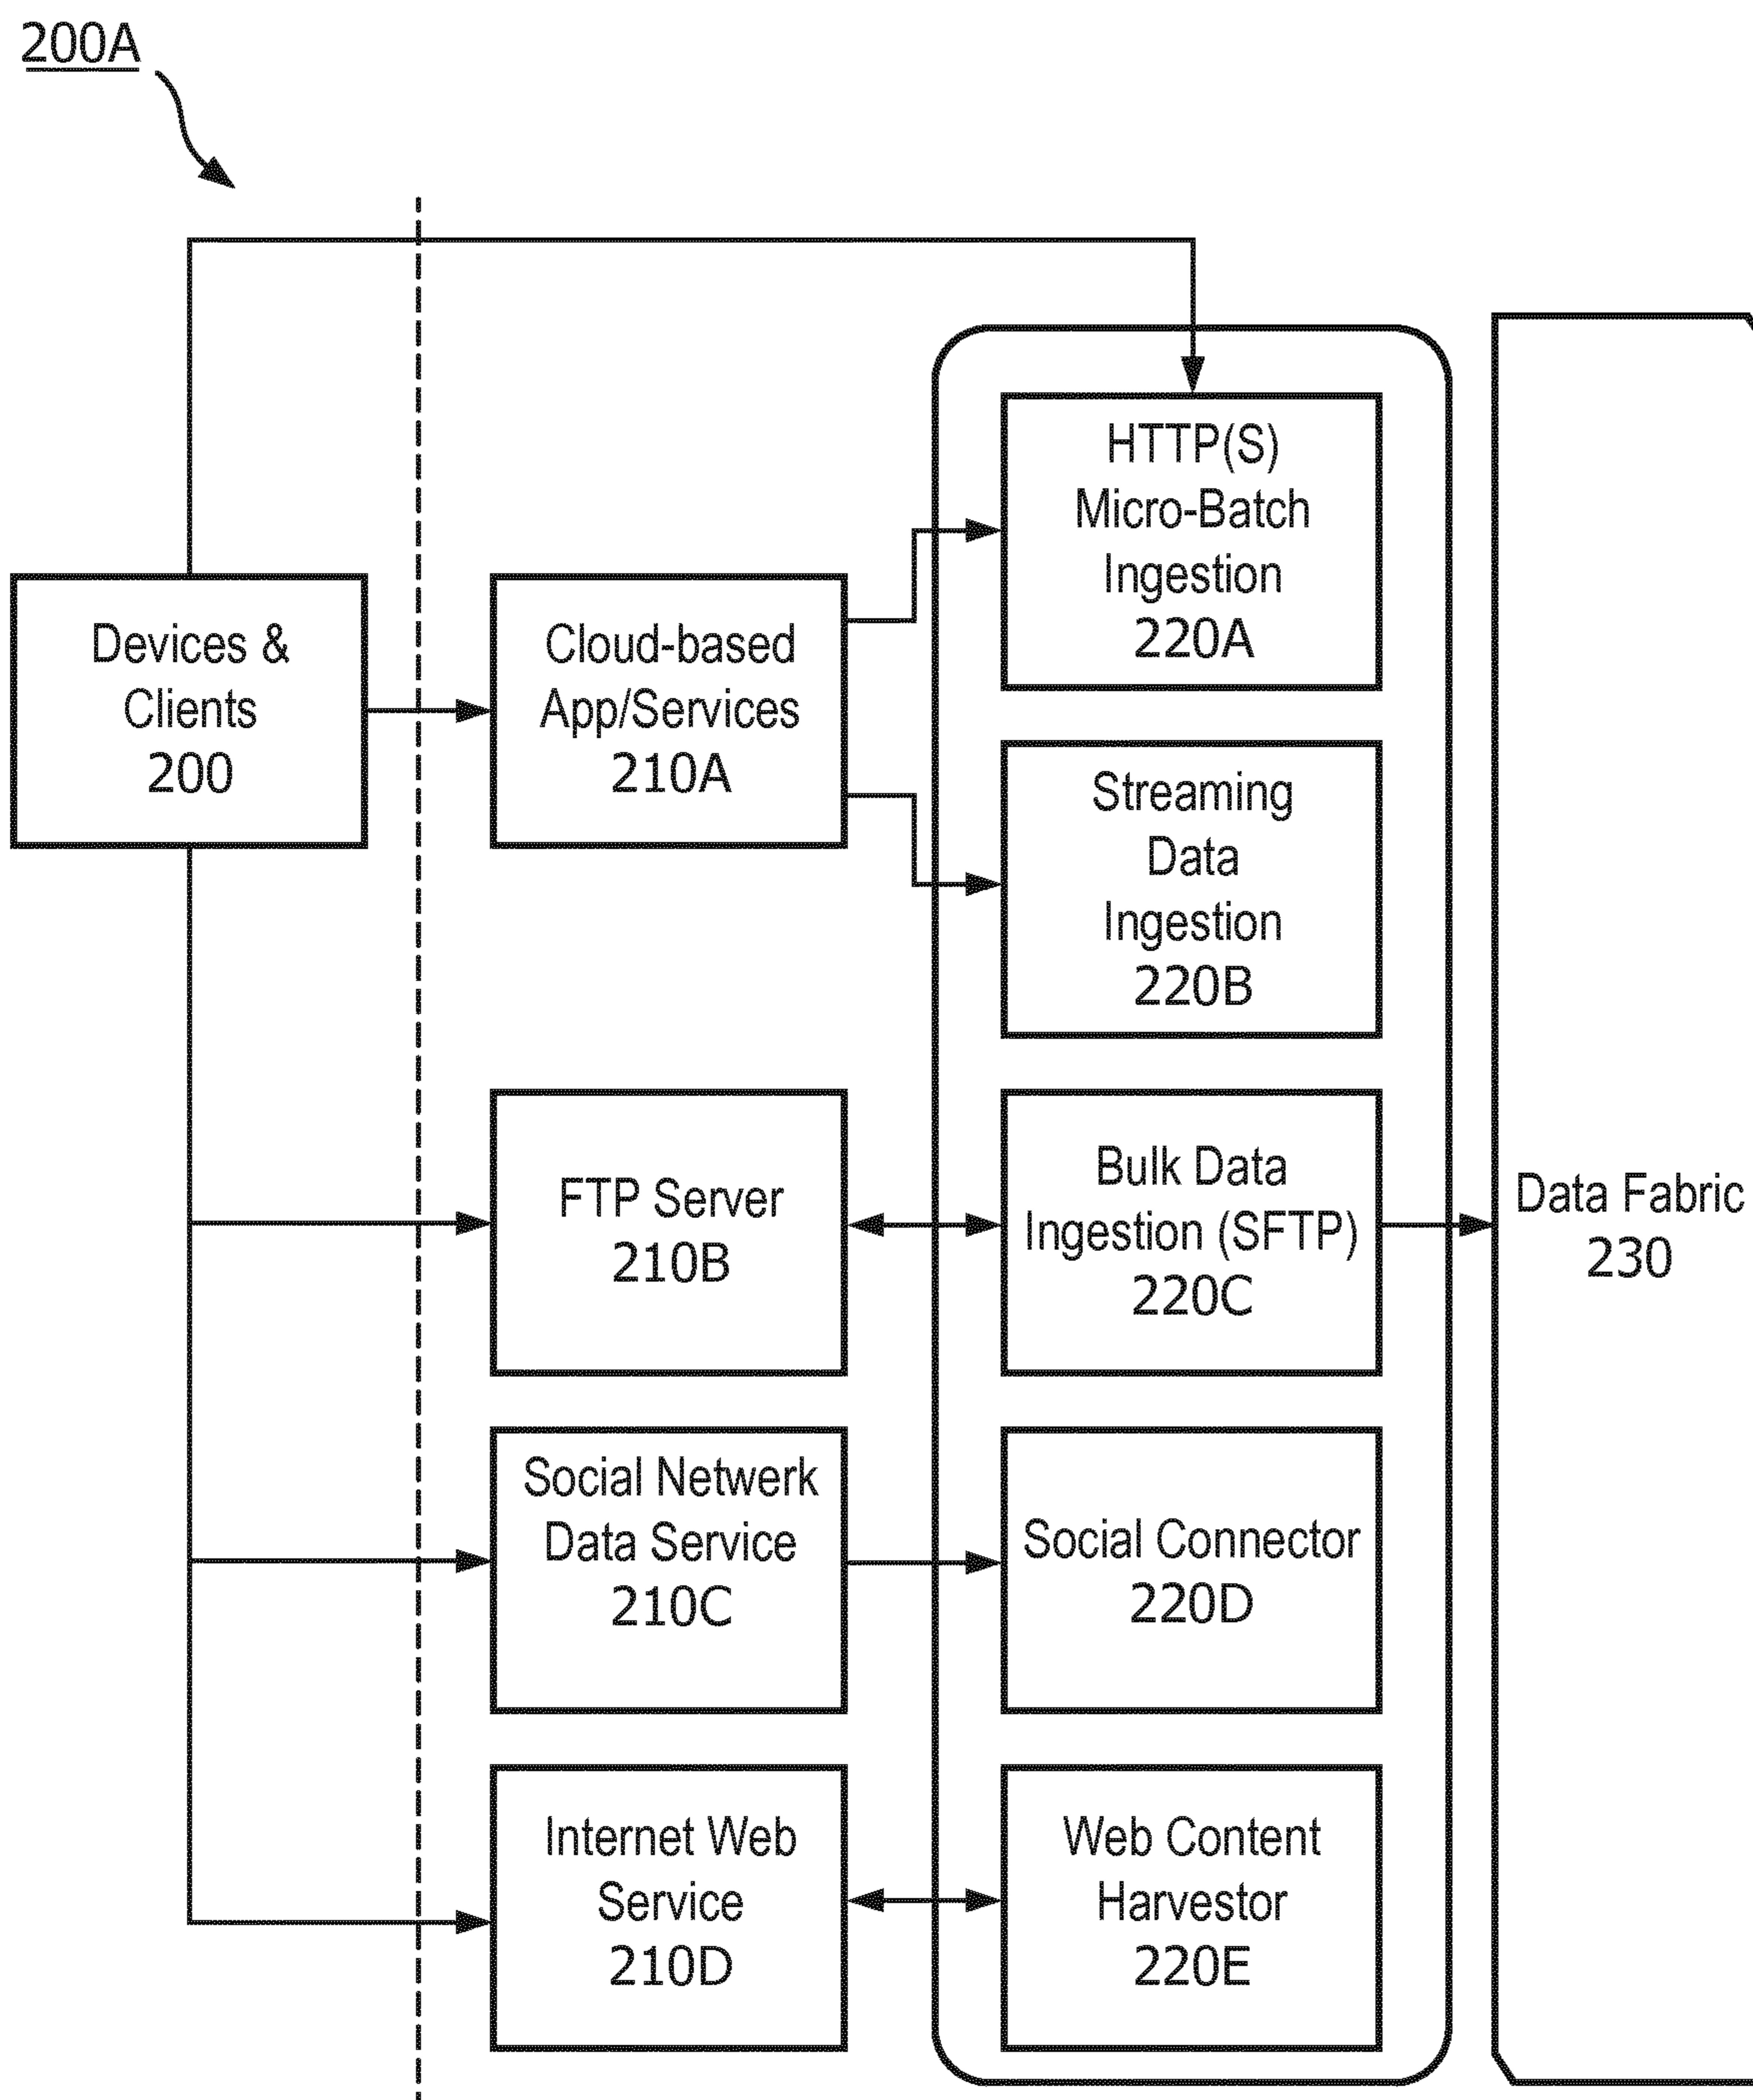 200A
Devices &
Clients
200
Cloud-based
App/Services
210A
HTTP(S)
Micro-Batch
Ingestion
220A
Streaming
Data
Ingestion
220B
FTP Server
210B
Bulk Data
Ingestion (SFTP)
220C
Data Fabric
230
Social Netwerk
Data Service
210C
Social Connector
220D
Internet Web
Service
210D
Web Content
Harvestor
220E